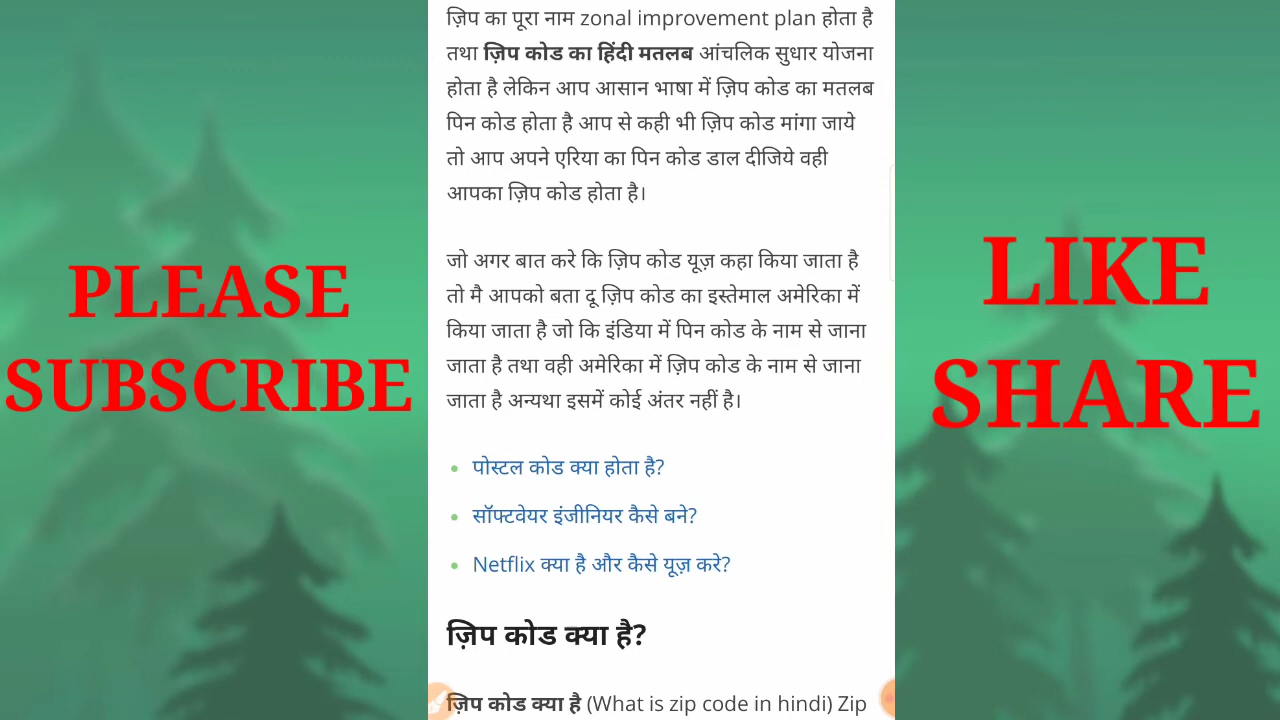 ज़िप का पूरा नाम zonal improvement plan होता है
तथा ज़िप कोड का हिंदी मतलब आंचलिक सुधार योजना
होता है लेकिन आप आसान भाषा में ज़िप कोड का मतलब
पिन कोड होता है आप से कही भी ज़िप कोड मांगा जाये
तो आप अपने एरिया का पिन कोड डाल दीजिये वही
आपका ज़िप कोड होता है।
जो अगर बात करे कि ज़िप कोड यूज़ कहा किया जाता है
तो मै आपको बता दू ज़िप कोड का इस्तेमाल अमेरिका में
किया जाता है जो कि इंडिया में पिन कोड के नाम से जाना
जाता है तथा वही अमेरिका में ज़िप कोड के नाम से जाना
जाता है अन्यथा इसमें कोई अंतर नहीं है।
पोस्टल कोड क्या होता है?
सॉफ्टवेयर इंजीनियर कैसे बने?
Netflix क्या है और कैसे यूज़ करे?
ज़िप कोड क्या है?
ज़िप कोड क्या है (What is zip code in hindi) Zip
PLEASE
SUBSCRIBE
LIKE
SHARE